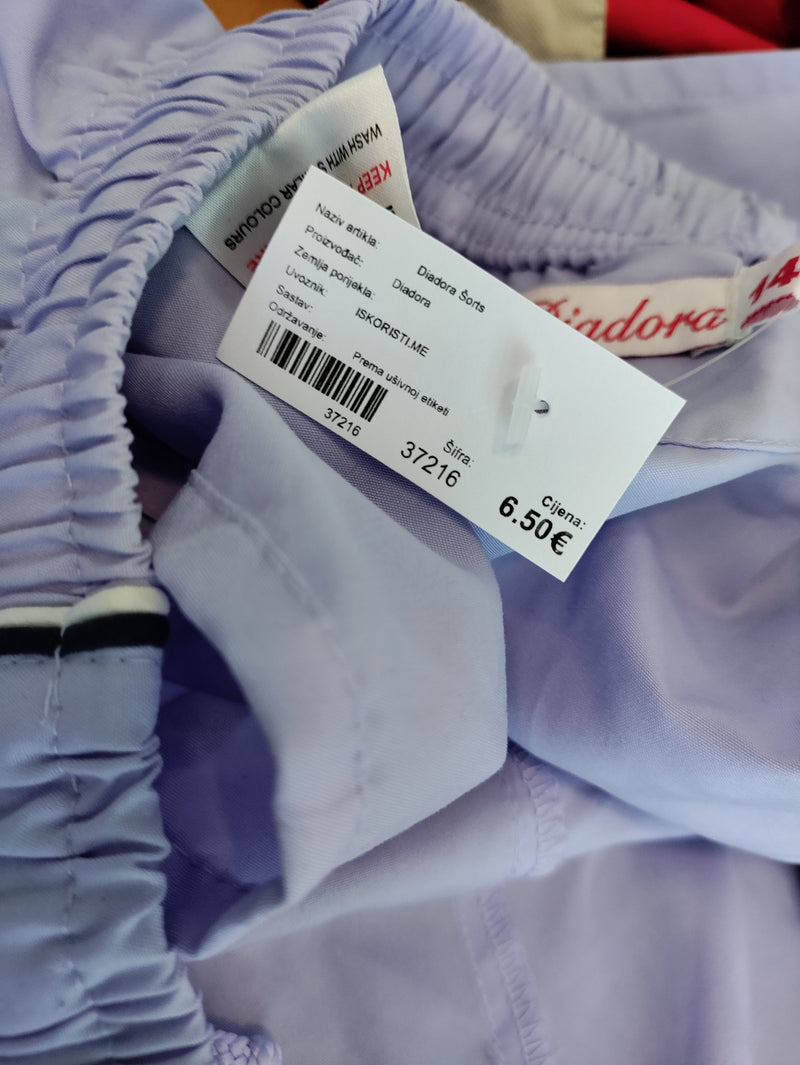 WASH WITH S
LAR COLOURS
KEEP
Naziv artikla:
Diadora Šorts
Proizvođač:
Diadora
Zemlja porijekla:
Uvoznik:
ISKORISTI.ME
Sastav:
Održavanje:
Prema ušivnoj etiketi
37216
Šifra:
37216
Cijena:
6.50€
Diadora
14